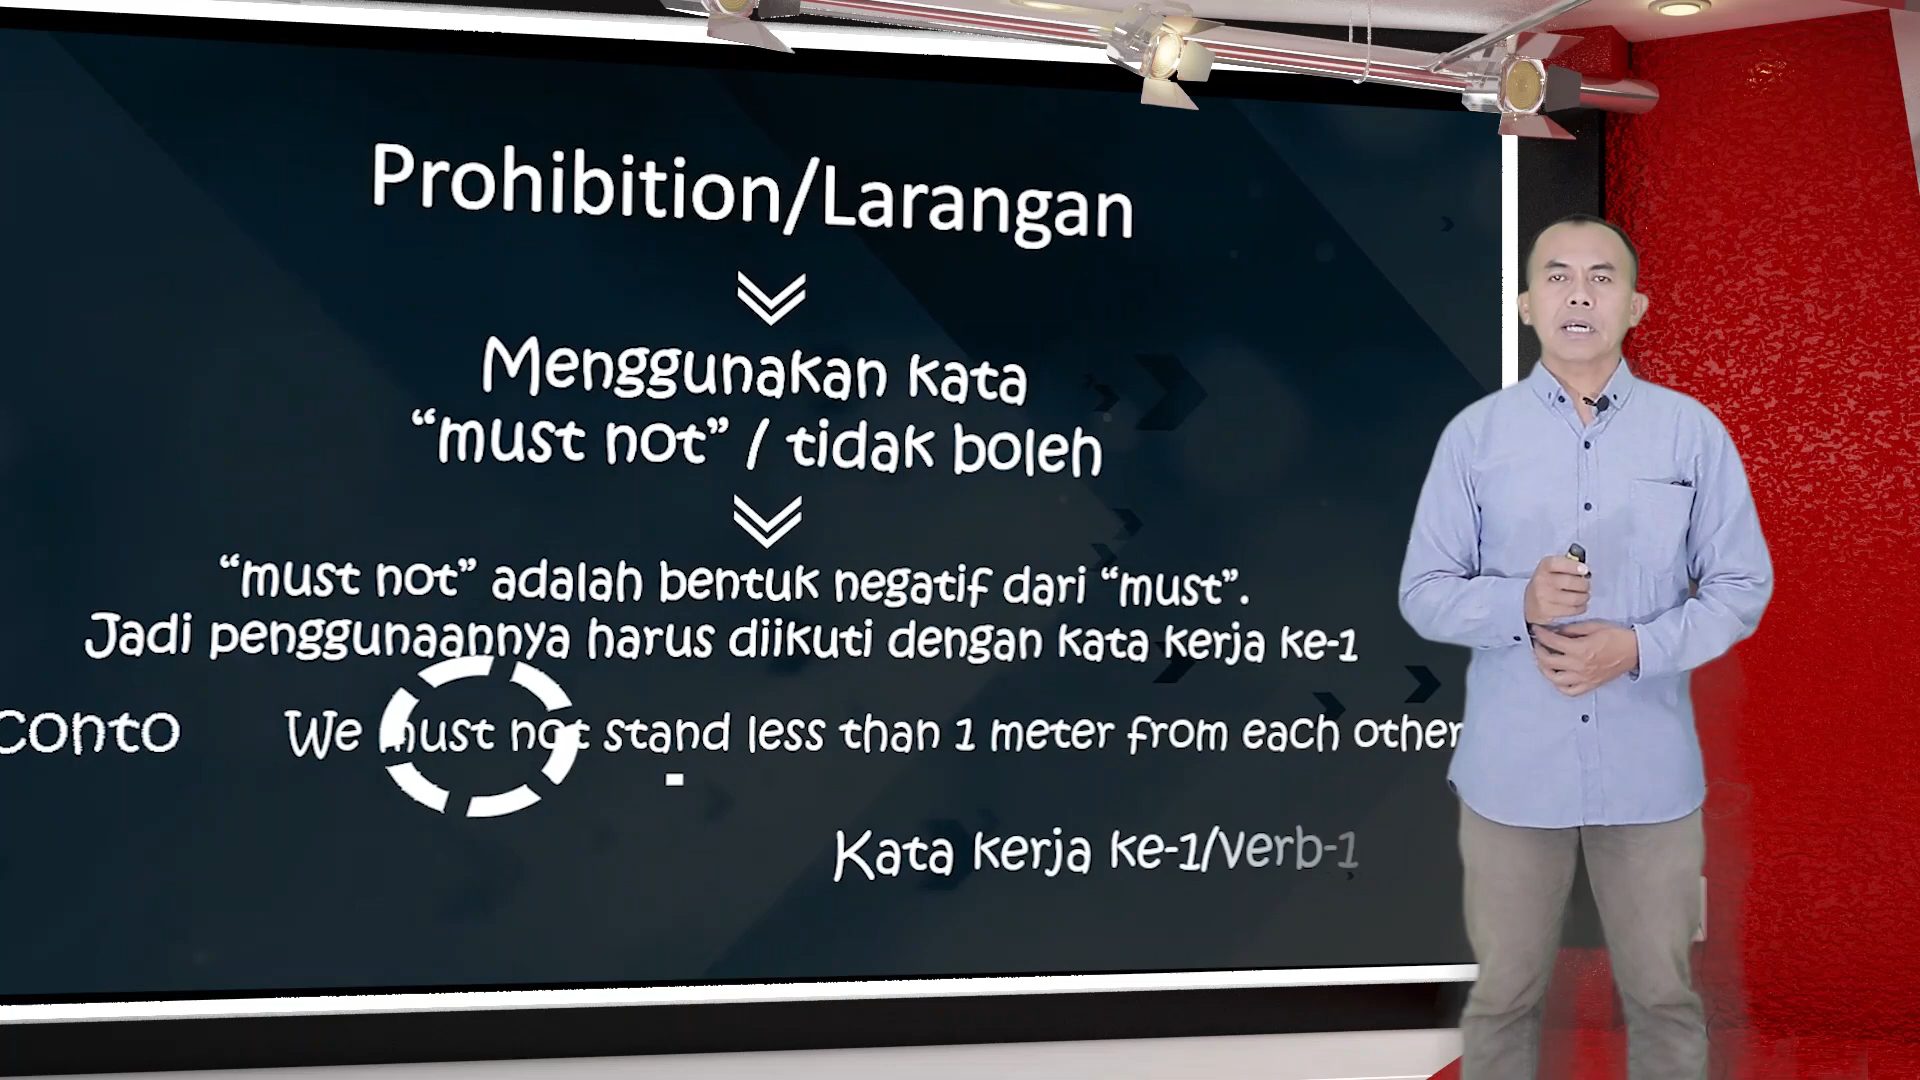 Prohibition/Larangan
Menggunakan kata
“must not” / tidak boleh
“must not” adalah bentuk negatif dari “must”.
Jadi penggunaannya harus diikuti dengan kata kerja ke-1
conto We must not stand less than 1 meter from each other
Kata kerja ke-1/Verb-1